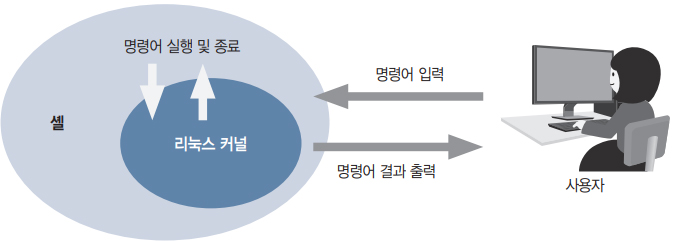 명령어 실행 및 종료
명령어 입력
셸
리눅스 커널
명령어 결과 출력
사용자